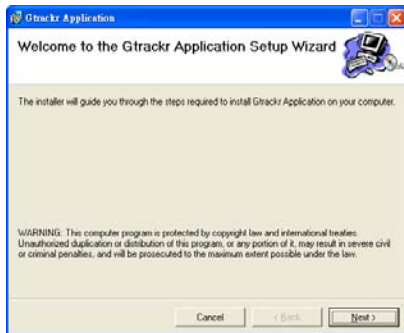 Gtrackr Application
Welcome to the Gtrackr Application Setup Wizard
The installer will guide you through the steps required to install Gtrackr Application on your computer.
WARNING: This computer program is protected by copyright law and international treaties.
Unauthorized duplication or distribution of this program, or any portion of it, may result in severe civil
or criminal penalties, and will be prosecuted to the maximum extent possible under the law.
Cancel
< Back
Next >